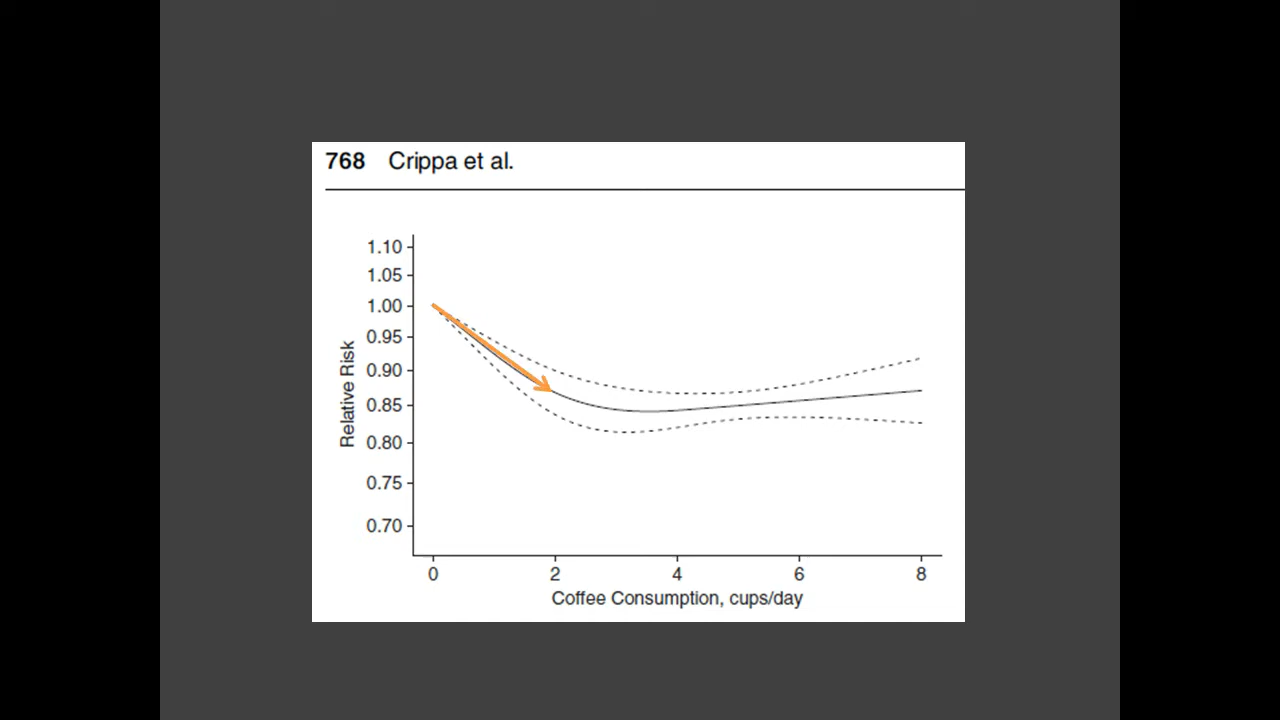 768 Crippa et al.
1.10
1.05
1.00
0.95
0.90
0.85
0.80
0.75
0.70
Relative Risk
0 2 4 6 8
Coffee Consumption, cups/day